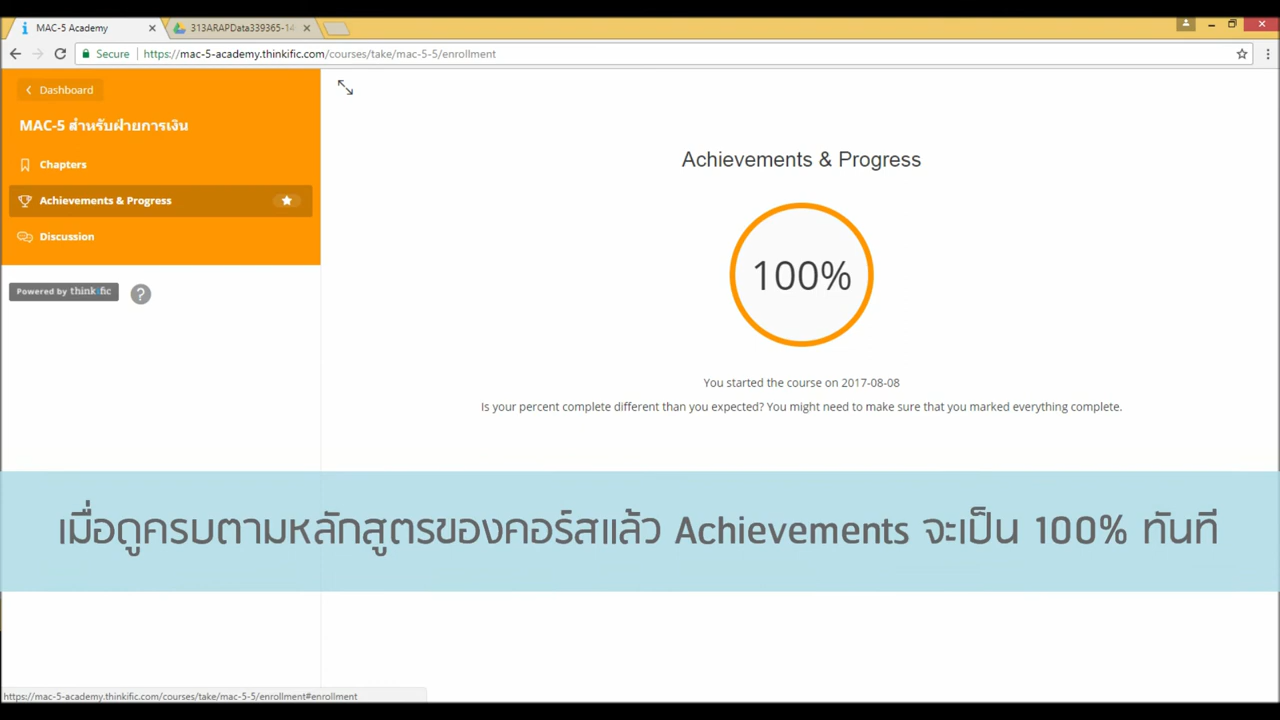 MAC-5 Academy
313ARAPData339365-14
Secure
https://mac-5-academy.thinkific.com/courses/take/mac-5-5/enrollment
Dashboard
MAC-5 สำหรับฝ่ายการเงิน
Chapters
Achievements & Progress
Discussion
Powered by thinkific
?
Achievements & Progress
100%
You started the course on 2017-08-08
Is your percent complete different than you expected? You might need to make sure that you marked everything complete.
เมื่อดูครบตามหลักสูตรของคอร์สแล้ว Achievements จะเป็น 100% ทันที
https://mac-5-academy.thinkific.com/courses/take/mac-5-5/enrollment#enrollment